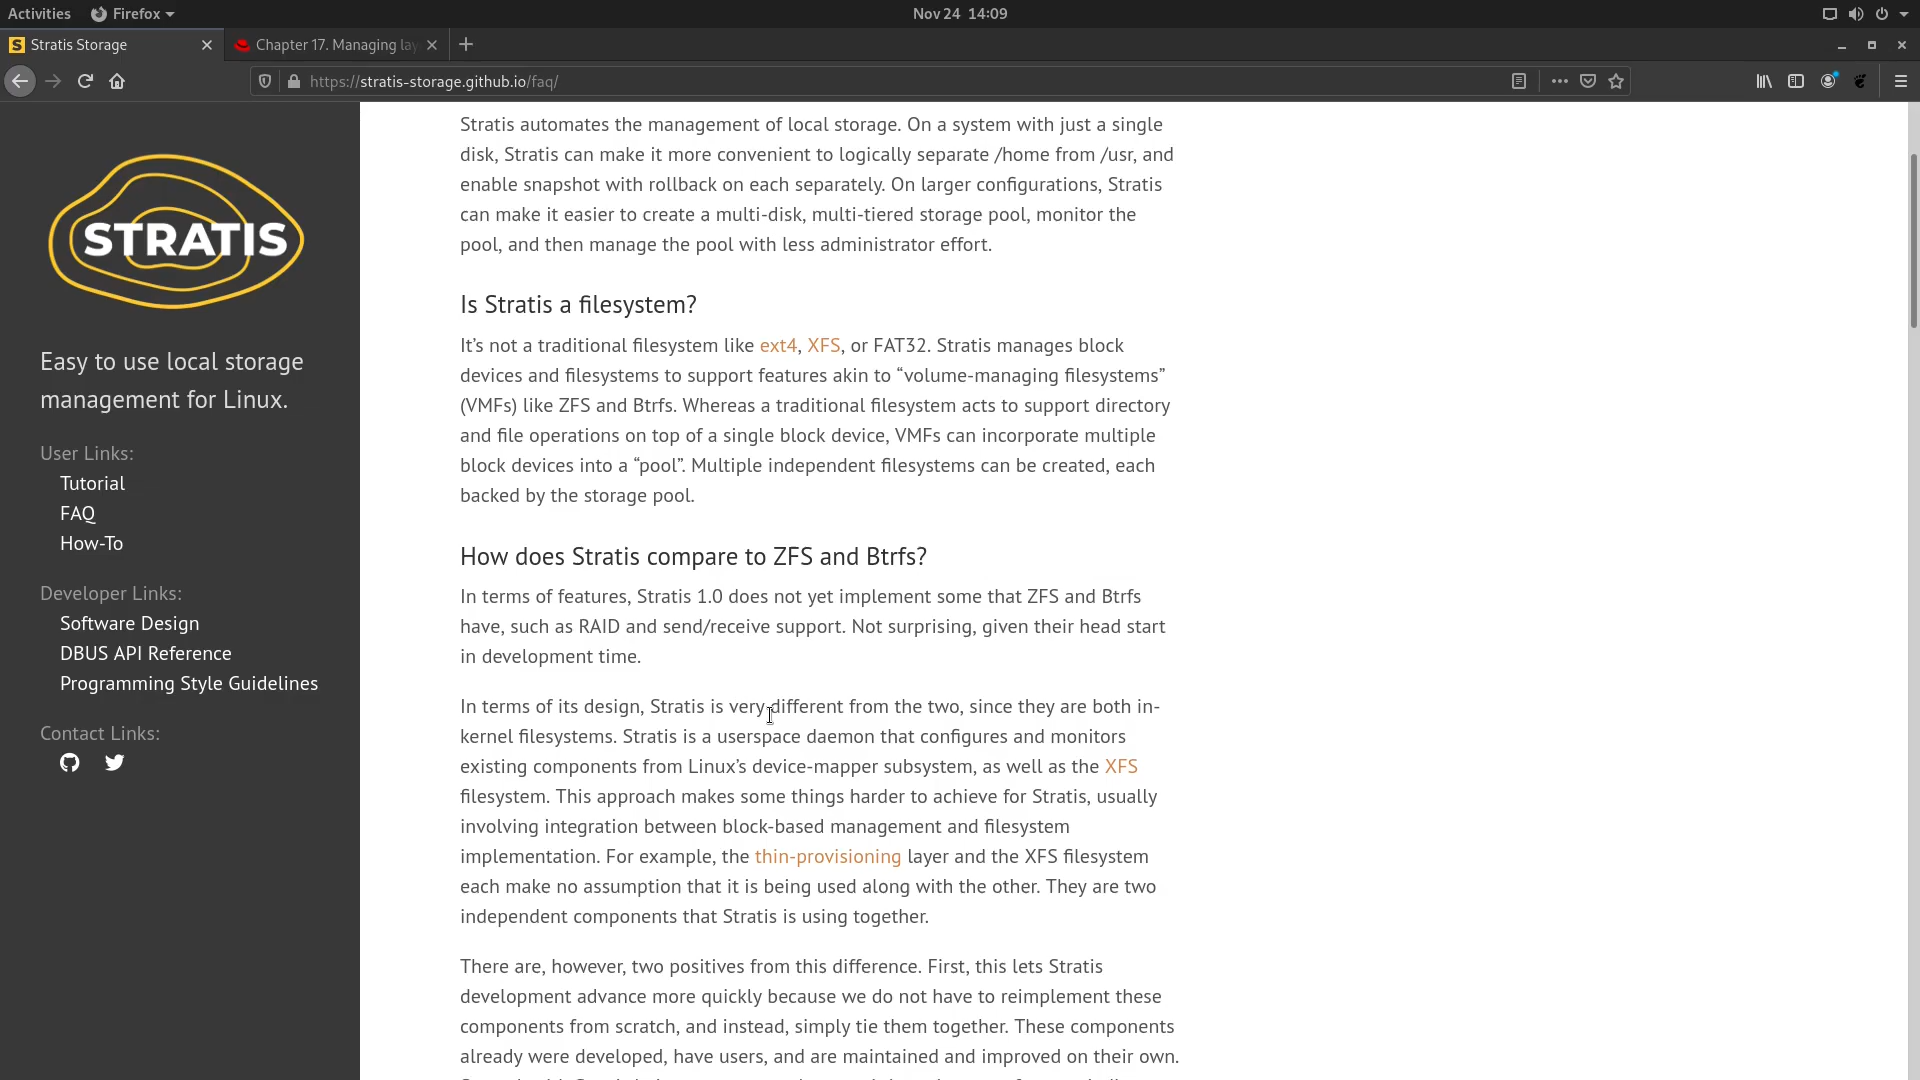 Activities
Firefox
Nov 24 14:09
Stratis Storage
Chapter 17. Managing lay
https://stratis-storage.github.io/faq/
STRATIS
Easy to use local storage
management for Linux.
User Links:
Tutorial
FAQ
How-To
Developer Links:
Software Design
DBUS API Reference
Programming Style Guidelines
Contact Links:
Stratis automates the management of local storage. On a system with just a single
disk, Stratis can make it more convenient to logically separate /home from /usr, and
enable snapshot with rollback on each separately. On larger configurations, Stratis
can make it easier to create a multi-disk, multi-tiered storage pool, monitor the
pool, and then manage the pool with less administrator effort.
Is Stratis a filesystem?
It’s not a traditional filesystem like ext4, XFS, or FAT32. Stratis manages block
devices and filesystems to support features akin to “volume-managing filesystems”
(VMFs) like ZFS and Btrfs. Whereas a traditional filesystem acts to support directory
and file operations on top of a single block device, VMFs can incorporate multiple
block devices into a “pool”. Multiple independent filesystems can be created, each
backed by the storage pool.
How does Stratis compare to ZFS and Btrfs?
In terms of features, Stratis 1.0 does not yet implement some that ZFS and Btrfs
have, such as RAID and send/receive support. Not surprising, given their head start
in development time.
In terms of its design, Stratis is very different from the two, since they are both in-
kernel filesystems. Stratis is a userspace daemon that configures and monitors
existing components from Linux’s device-mapper subsystem, as well as the XFS
filesystem. This approach makes some things harder to achieve for Stratis, usually
involving integration between block-based management and filesystem
implementation. For example, the thin-provisioning layer and the XFS filesystem
each make no assumption that it is being used along with the other. They are two
independent components that Stratis is using together.
There are, however, two positives from this difference. First, this lets Stratis
development advance more quickly because we do not have to reimplement these
components from scratch, and instead, simply tie them together. These components
already were developed, have users, and are maintained and improved on their own.